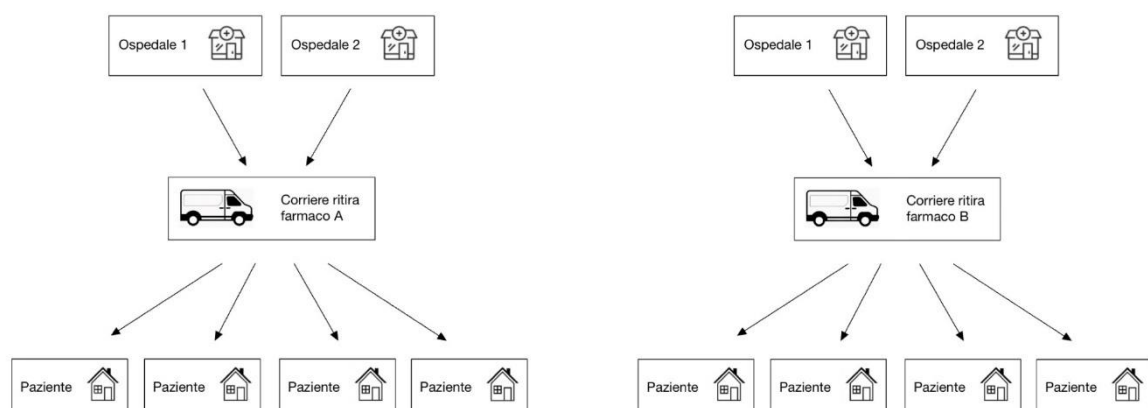 Ospedale 1
Ospedale 2
Corriere ritira
farmaco A
Paziente
Paziente
Paziente
Paziente
Ospedale 1
Ospedale 2
Corriere ritira
farmaco B
Paziente
Paziente
Paziente
Paziente